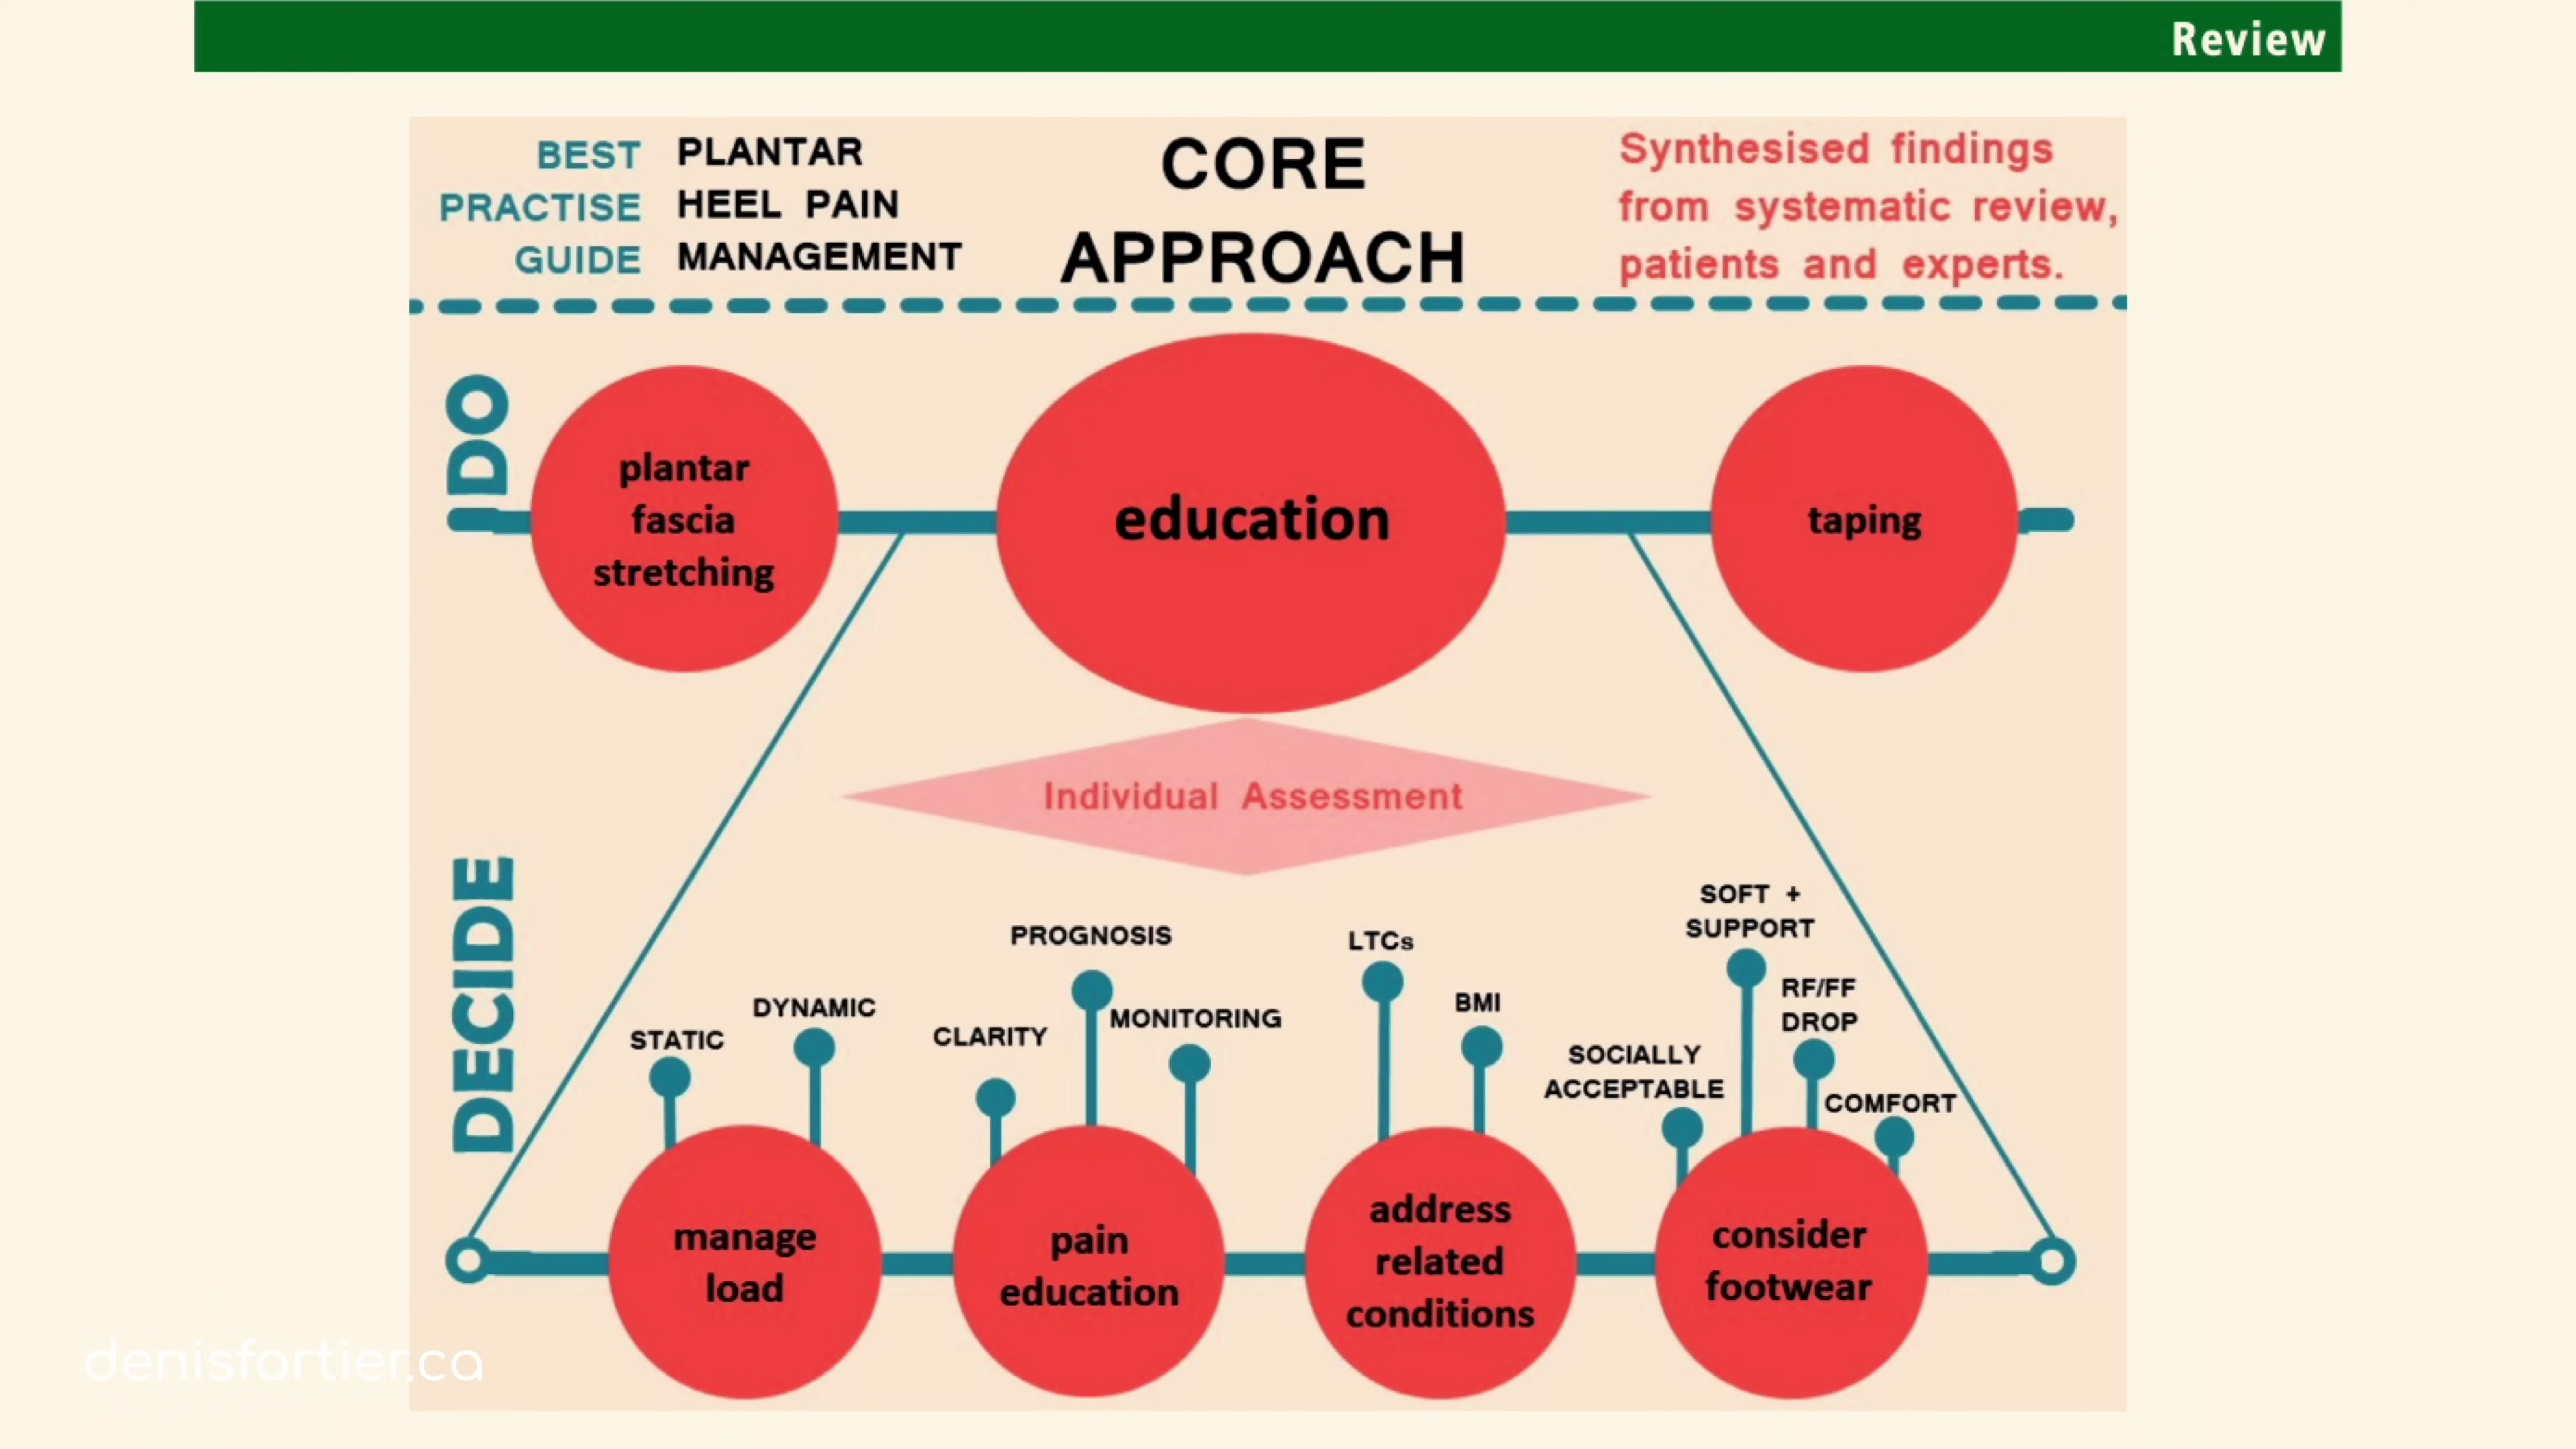 Review
BEST
PRACTISE
GUIDE
PLANTAR
HEEL PAIN
MANAGEMENT
CORE
APPROACH
Synthesised findings
from systematic review,
patients and experts.
DO
plantar
fascia
stretching
education
taping
Individual Assessment
DECIDE
STATIC
DYNAMIC
manage
load
CLARITY
PROGNOSIS
MONITORING
pain
education
LTCs
BMI
address
related
conditions
SOCIALLY
ACCEPTABLE
SOFT +
SUPPORT
RF/FF
DROP
COMFORT
consider
footwear
denisfortier.ca